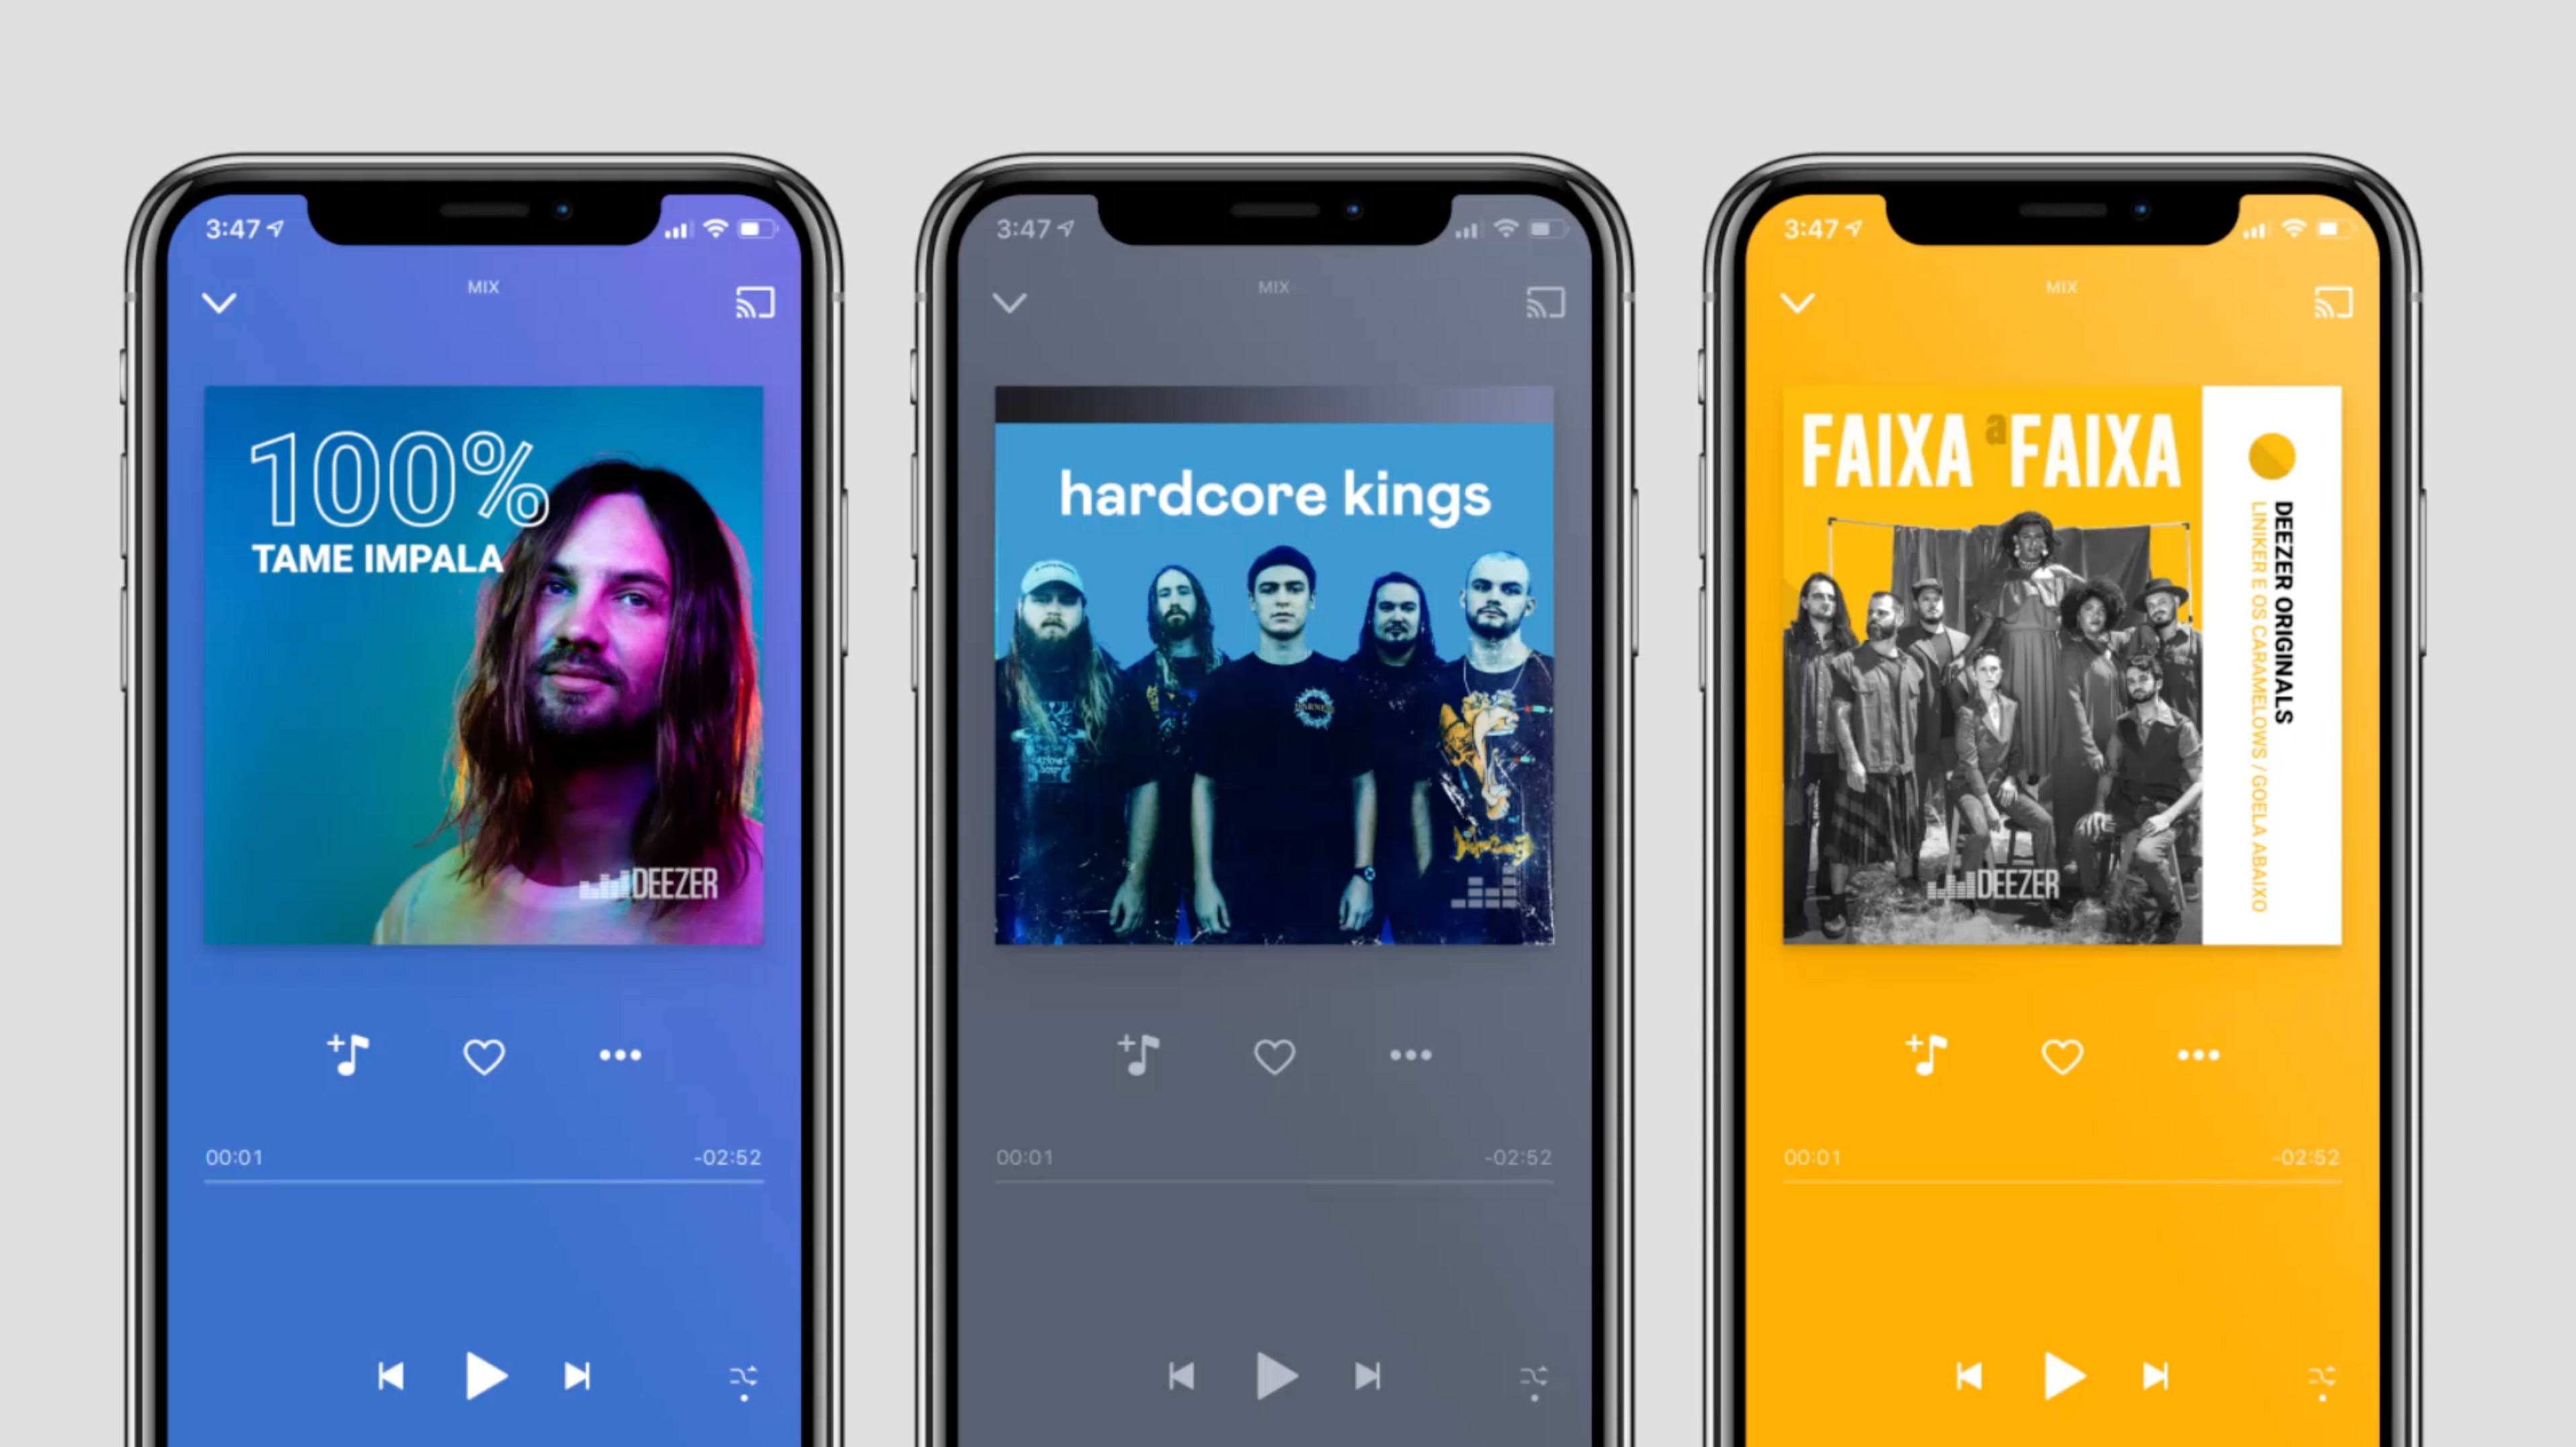 3:47
MIX
100%
TAME IMPALA
DEEZER
00:01
-02:52
3:47
MIX
hardcore kings
00:01
-02:52
3:47
MIX
FAIXA a FAIXA
DEEZER ORIGINALS
LINIKER E OS CARAMELOWS / GOELA ABAIXO
DEEZER
00:01
-02:52